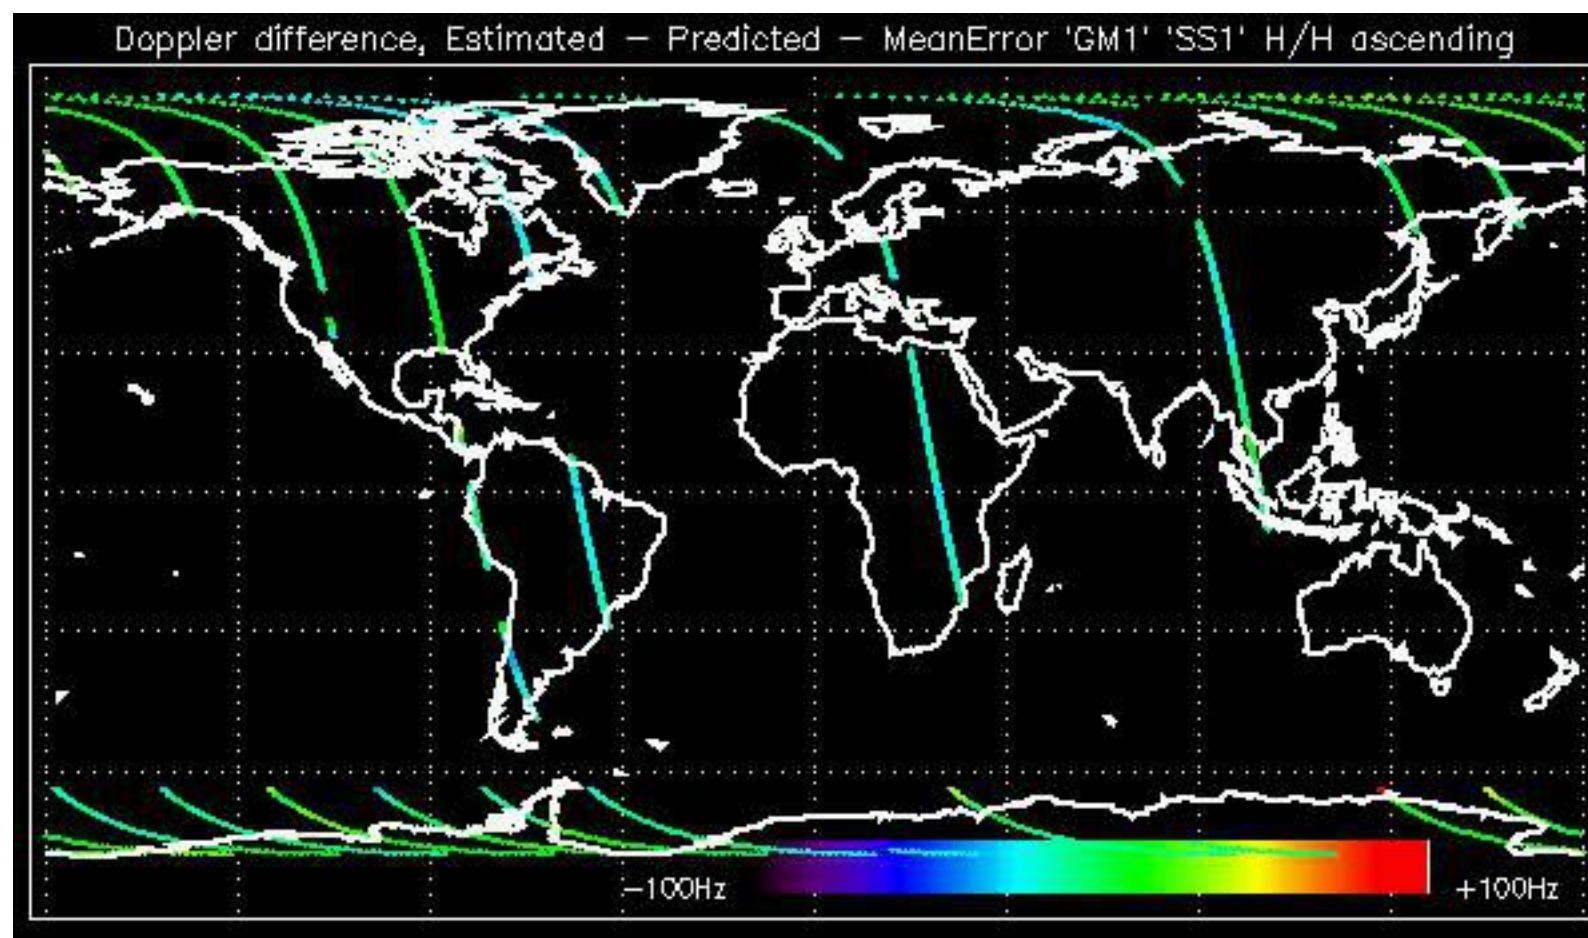 Doppler difference, Estimated – Predicted – MeanError 'GM1' 'SS1' H/H ascending
–100Hz +100Hz